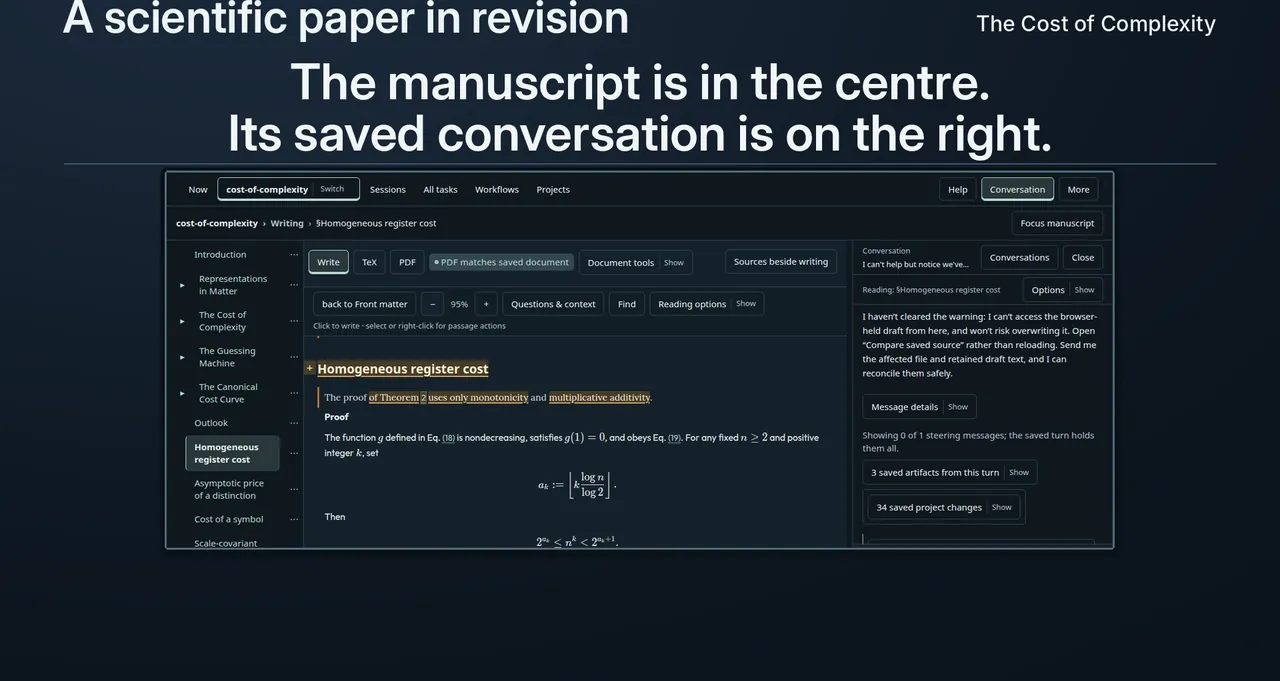 A scientific paper in revision
The Cost of Complexity
The manuscript is in the centre.
Its saved conversation is on the right.
Now
cost-of-complexity Switch
Sessions
All tasks
Workflows
Projects
Help
Conversation
More
cost-of-complexity › Writing › §Homogeneous register cost
Focus manuscript
Introduction ...
▸ Representations ...
in Matter
▸ The Cost of ...
Complexity
▸ The Guessing ...
Machine
▸ The Canonical ...
Cost Curve
Outlook ...
Homogeneous ...
register cost
Asymptotic price ...
of a distinction
Cost of a symbol ...
Scale-covariant
Write
TeX
PDF
PDF matches saved document
Document tools Show
Sources beside writing
back to Front matter
−
95%
+
Questions & context
Find
Reading options Show
Click to write · select or right-click for passage actions
+ Homogeneous register cost
The proof of Theorem 2 uses only monotonicity and multiplicative additivity.
Proof
The function g defined in Eq. (18) is nondecreasing, satisfies g(1) = 0, and obeys Eq. (19). For any fixed n ≥ 2 and positive
integer k, set
a_k := ⌊k log n / log 2⌋.
Then
2^{a_k} ≤ n^k < 2^{a_k+1}.
Conversation
I can't help but notice we've...
Conversations
Close
Reading: §Homogeneous register cost
Options Show
I haven’t cleared the warning: I can’t access the browser-
held draft from here, and won’t risk overwriting it. Open
“Compare saved source” rather than reloading. Send me
the affected file and retained draft text, and I can
reconcile them safely.
Message details Show
Showing 0 of 1 steering messages; the saved turn holds
them all.
3 saved artifacts from this turn Show
34 saved project changes Show